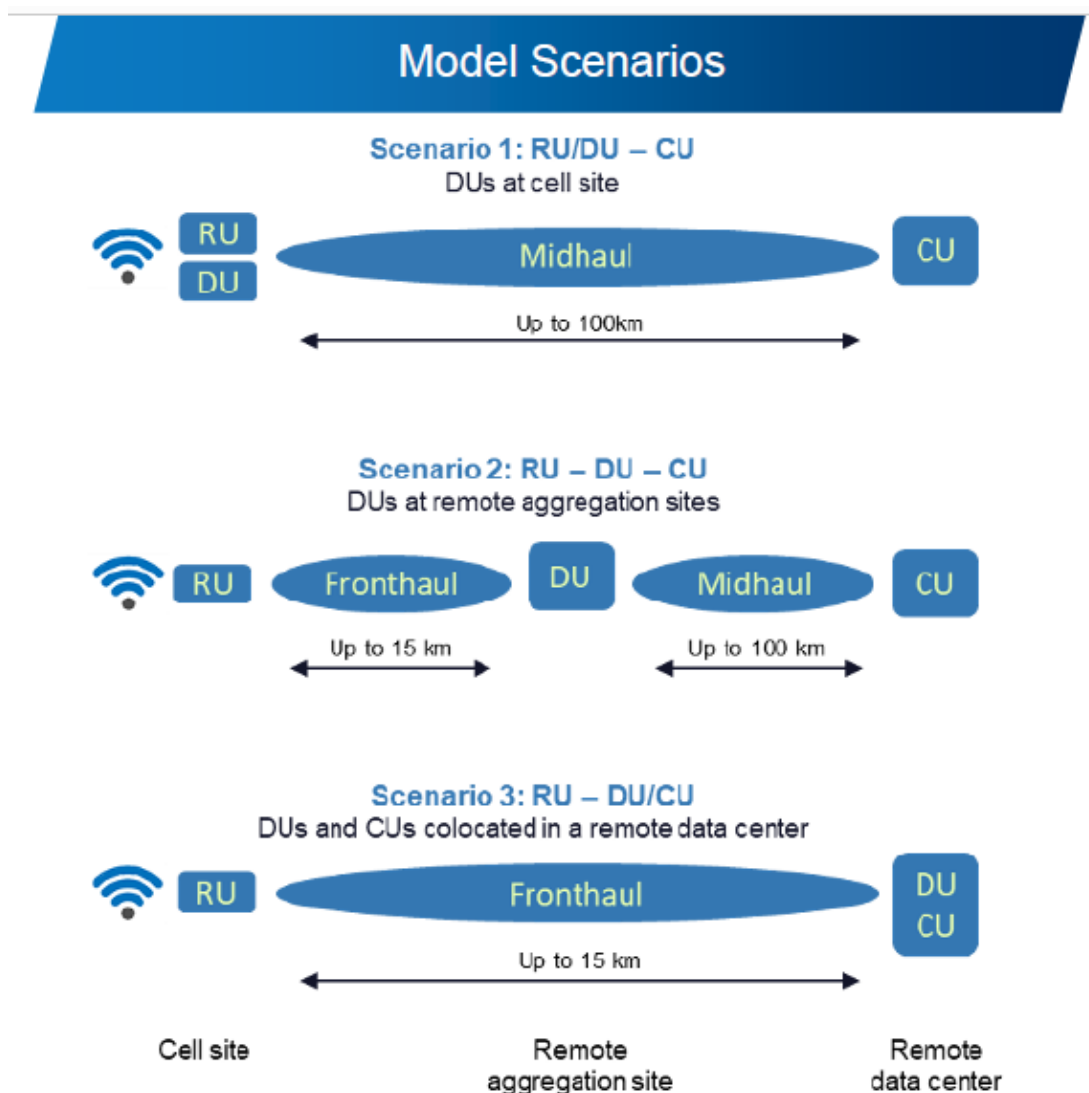 Model Scenarios
Scenario 1: RU/DU – CU
DUs at cell site
RU
DU
Midhaul
CU
Up to 100km
Scenario 2: RU – DU – CU
DUs at remote aggregation sites
RU
Fronthaul
DU
Midhaul
CU
Up to 15 km
Up to 100 km
Scenario 3: RU – DU/CU
DUs and CUs colocated in a remote data center
RU
Fronthaul
DU
CU
Up to 15 km
Cell site
Remote
aggregation site
Remote
data center